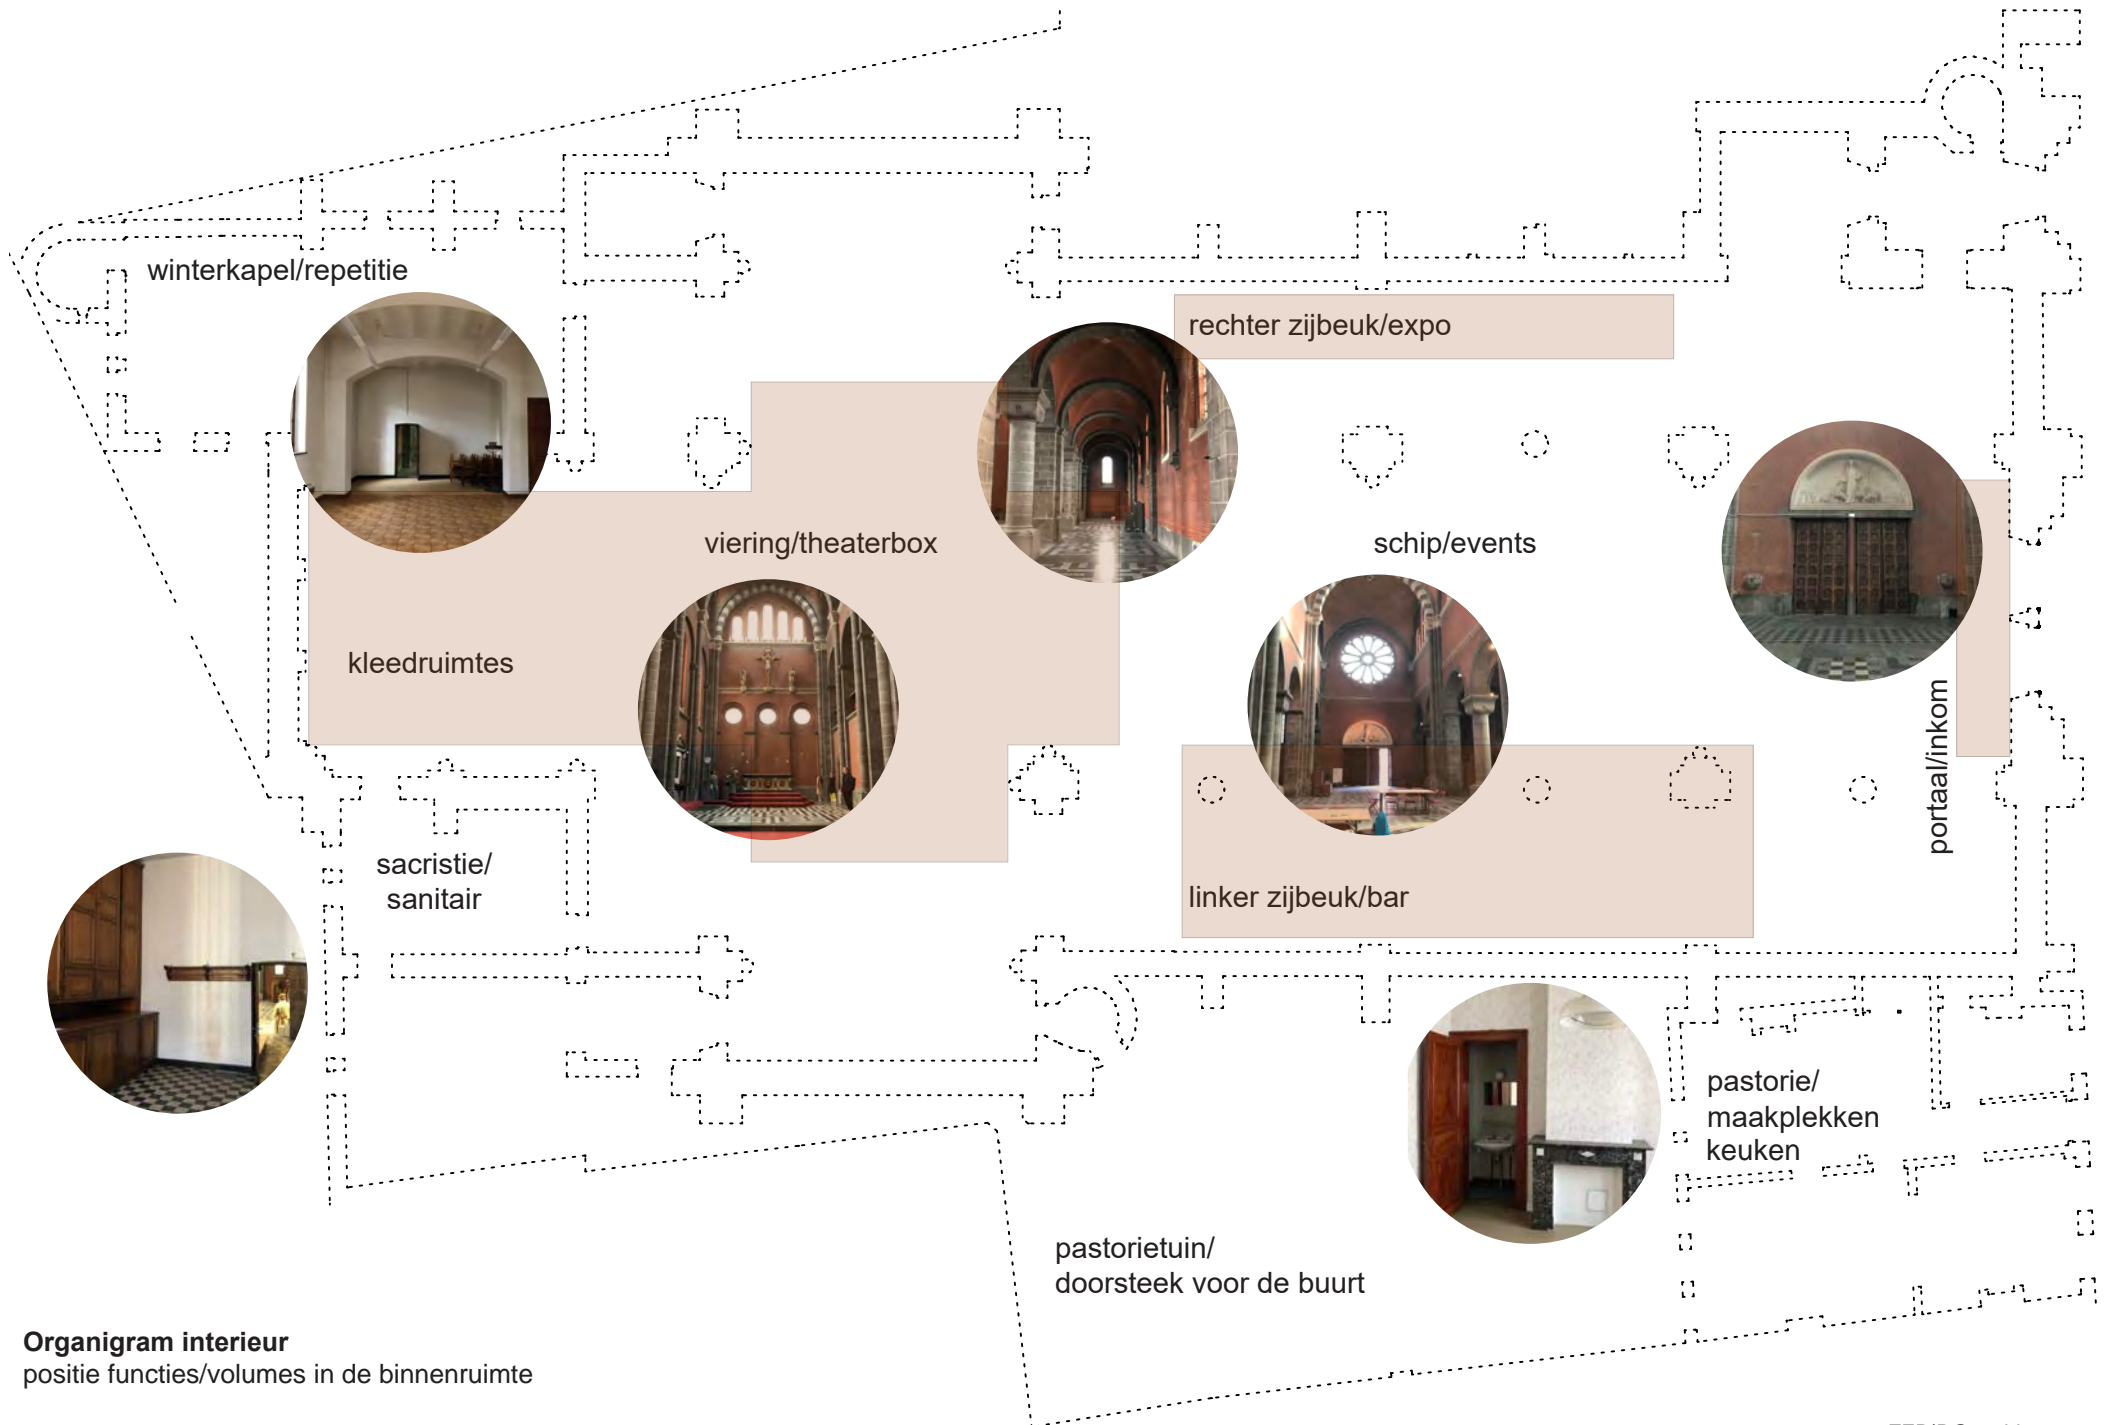 winterkapel/repetitie
rechter zijbeuk/expo
viering/theaterbox
schip/events
kleedruimtes
portaal/inkom
sacristie/
sanitair
linker zijbeuk/bar
pastorie/
maakplekken
keuken
pastorietuin/
doorsteek voor de buurt
Organigram interieur
positie functies/volumes in de binnenruimte